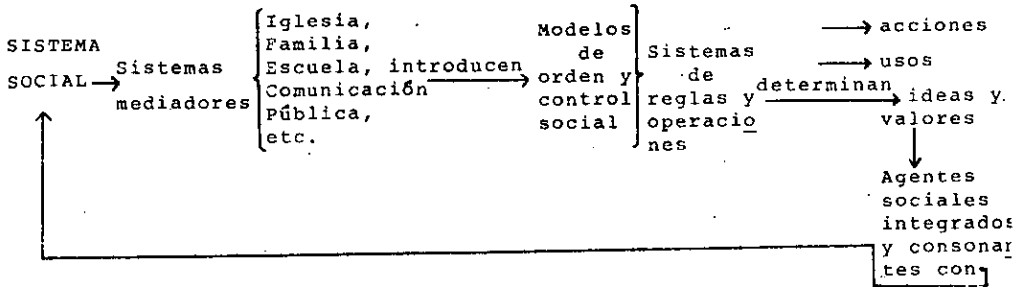 SISTEMA
SOCIAL
Sistemas
mediadores
Iglesia,
Familia,
Escuela,
Comunicación
Pública,
etc.
introducen
Modelos
de
orden y
control
social
Sistemas
de
reglas y
operacio
nes
determinan
acciones
usos
ideas y
valores
Agentes
sociales
integrados
y consonan
tes con